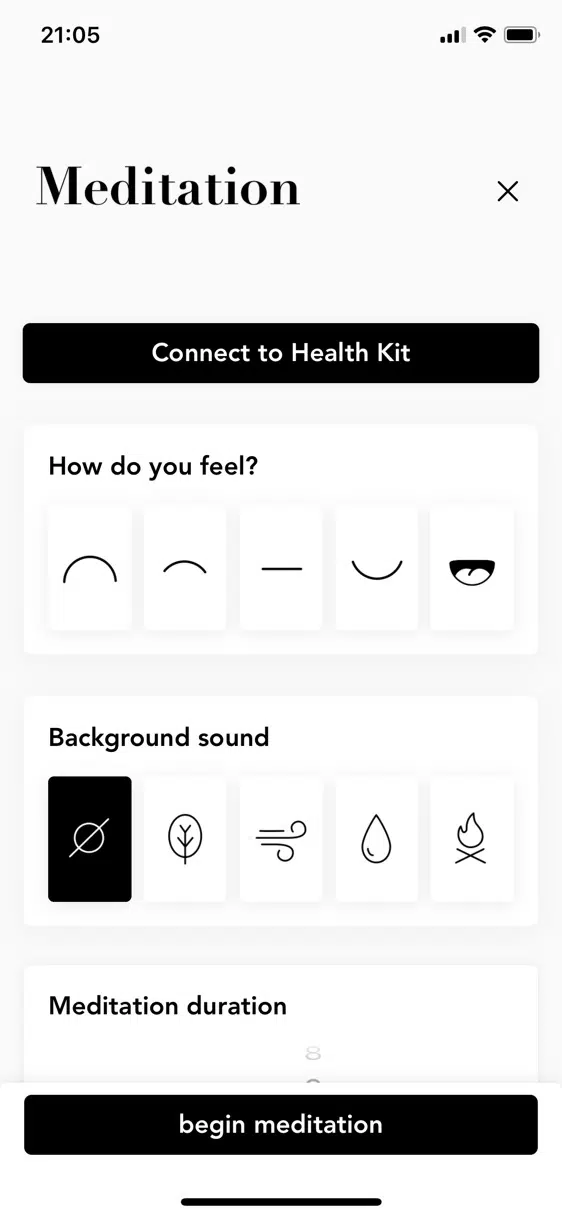 21:05
Meditation
Connect to Health Kit
How do you feel?
Background sound
Meditation duration
8
begin meditation